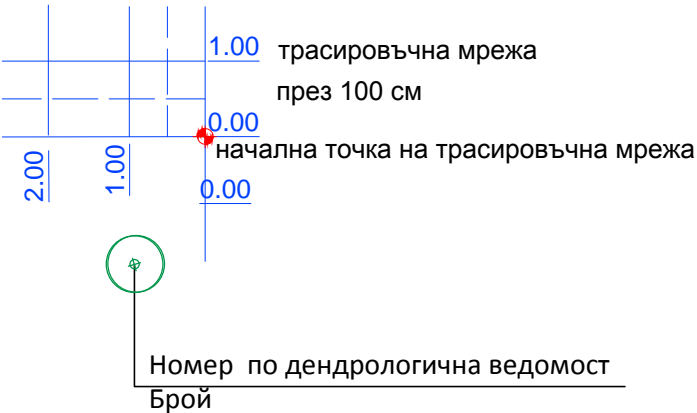 1.00 трасировъчна мрежа
през 100 см
0.00
начална точка на трасировъчна мрежа
2.00 1.00 0.00
Номер по дендрологична ведомост
Брой